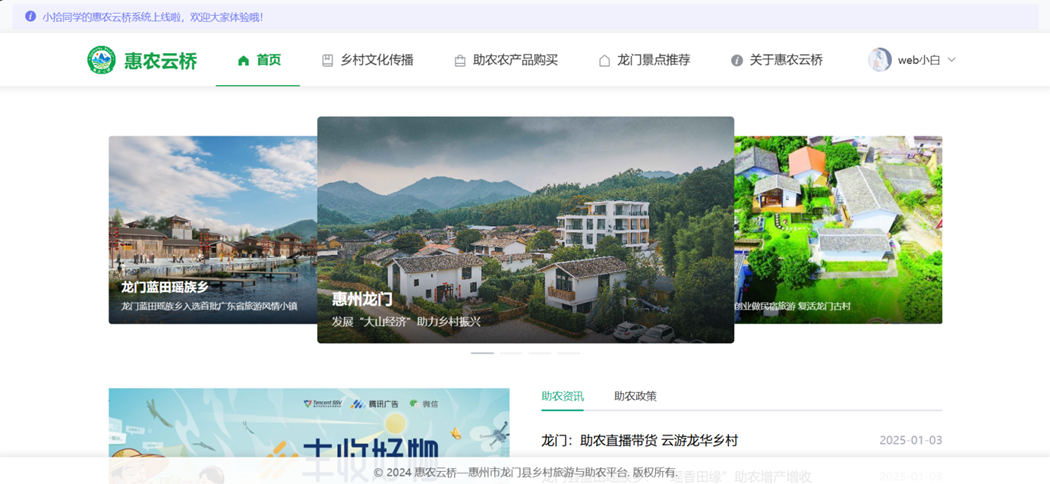 小拾同学的惠农云桥系统上线啦，欢迎大家体验哦！
惠农云桥 首页 乡村文化传播 助农农产品购买 龙门景点推荐 关于惠农云桥 web小白
龙门蓝田瑶族乡
龙门蓝田瑶族乡入选首批广东省旅游风情小镇
惠州龙门
发展“大山经济”助力乡村振兴
创业做民宿旅游 复活龙门古村
Tencent SSV 腾讯广告 微信
丰收好物
助农资讯 助农政策
龙门：助农直播带货 云游龙华乡村 2025-01-03
“瑶香田缘”助农增产增收 2025-01-03
© 2024 惠农云桥—惠州市龙门县乡村旅游与助农平台. 版权所有.